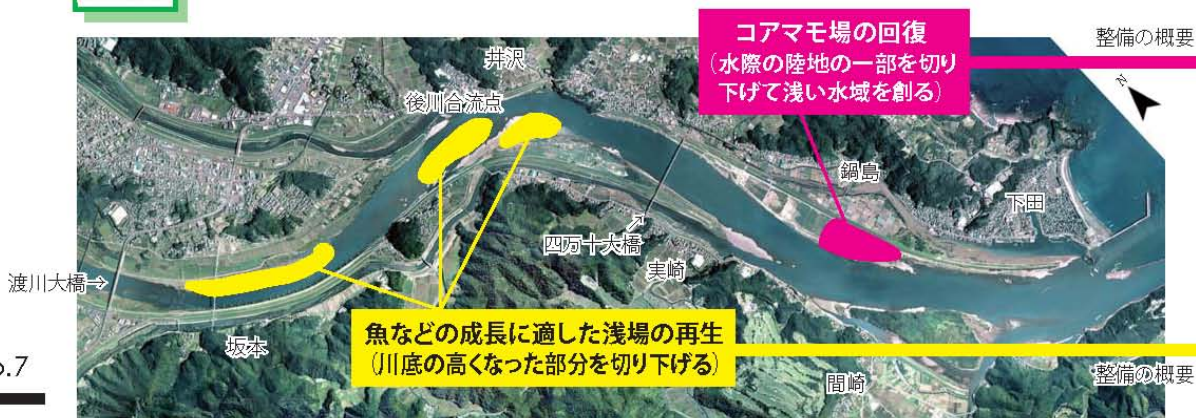 コアマモ場の回復
(水際の陸地の一部を切り
下げて浅い水域を創る)
整備の概要
N
井沢
後川合流点
鍋島
下田
四万十大橋
↑
実崎
渡川大橋→
坂本
魚などの成長に適した浅場の再生
(川底の高くなった部分を切り下げる)
間崎
整備の概要
.7